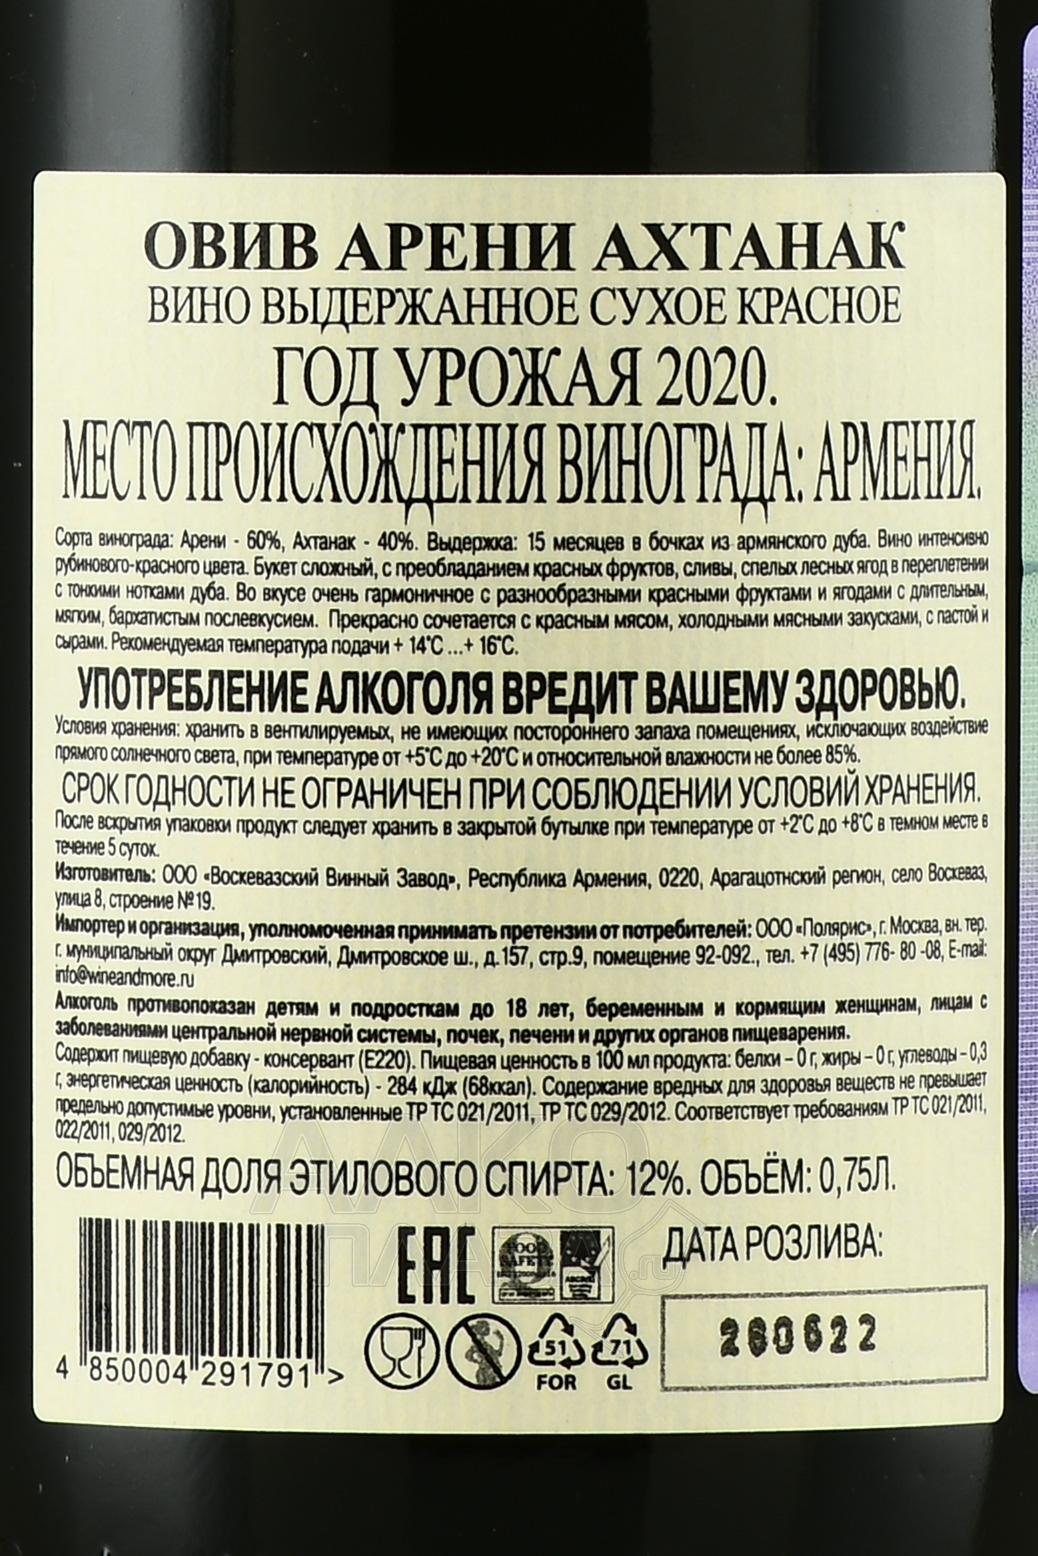 ОВИВ АРЕНИ АХТАНАК
ВИНО ВЫДЕРЖАННОЕ СУХОЕ КРАСНОЕ
ГОД УРОЖАЯ 2020.
МЕСТО ПРОИСХОЖДЕНИЯ ВИНОГРАДА: АРМЕНИЯ.
Сорта винограда: Арени - 60%, Ахтанак - 40%. Выдержка: 15 месяцев в бочках из армянского дуба. Вино интенсивно
рубинового-красного цвета. Букет сложный, с преобладанием красных фруктов, сливы, спелых лесных ягод в переплетении
с тонкими нотками дуба. Во вкусе очень гармоничное с разнообразными красными фруктами и ягодами с длительным,
мягким, бархатистым послевкусием. Прекрасно сочетается с красным мясом, холодными мясными закусками, с пастой и
сырами. Рекомендуемая температура подачи + 14°С ...+ 16°С.
УПОТРЕБЛЕНИЕ АЛКОГОЛЯ ВРЕДИТ ВАШЕМУ ЗДОРОВЬЮ.
Условия хранения: хранить в вентилируемых, не имеющих постороннего запаха помещениях, исключающих воздействие
прямого солнечного света, при температуре от +5°С до +20°С и относительной влажности не более 85%.
СРОК ГОДНОСТИ НЕ ОГРАНИЧЕН ПРИ СОБЛЮДЕНИИ УСЛОВИЙ ХРАНЕНИЯ.
После вскрытия упаковки продукт следует хранить в закрытой бутылке при температуре от +2°С до +8°С в темном месте в
течение 5 суток.
Изготовитель: ООО «Воскевазский Винный Завод», Республика Армения, 0220, Арагацотнский регион, село Воскеваз,
улица 8, строение №19.
Импортер и организация, уполномоченная принимать претензии от потребителей: ООО «Полярис», г. Москва, вн. тер.
г. муниципальный округ Дмитровский, Дмитровское ш., д.157, стр.9, помещение 92-092., тел. +7 (495) 776- 80 -08, E-mail:
info@wineandmore.ru
Алкоголь противопоказан детям и подросткам до 18 лет, беременным и кормящим женщинам, лицам с
заболеваниями центральной нервной системы, почек, печени и других органов пищеварения.
Содержит пищевую добавку - консервант (Е220). Пищевая ценность в 100 мл продукта: белки – 0 г, жиры – 0 г, углеводы – 0,3
г, энергетическая ценность (калорийность) - 284 кДж (68ккал). Содержание вредных для здоровья веществ не превышает
предельно допустимые уровни, установленные ТР ТС 021/2011, ТР ТС 029/2012. Соответствует требованиям ТР ТС 021/2011,
022/2011, 029/2012.
ОБЪЕМНАЯ ДОЛЯ ЭТИЛОВОГО СПИРТА: 12%. ОБЪЁМ: 0,75Л.
EAC
FOOD
SAFETY
ДАТА РОЗЛИВА:
260622
51
FOR
71
GL
4 850004 291791 >
АЛКО
ПЛАЗА.ru